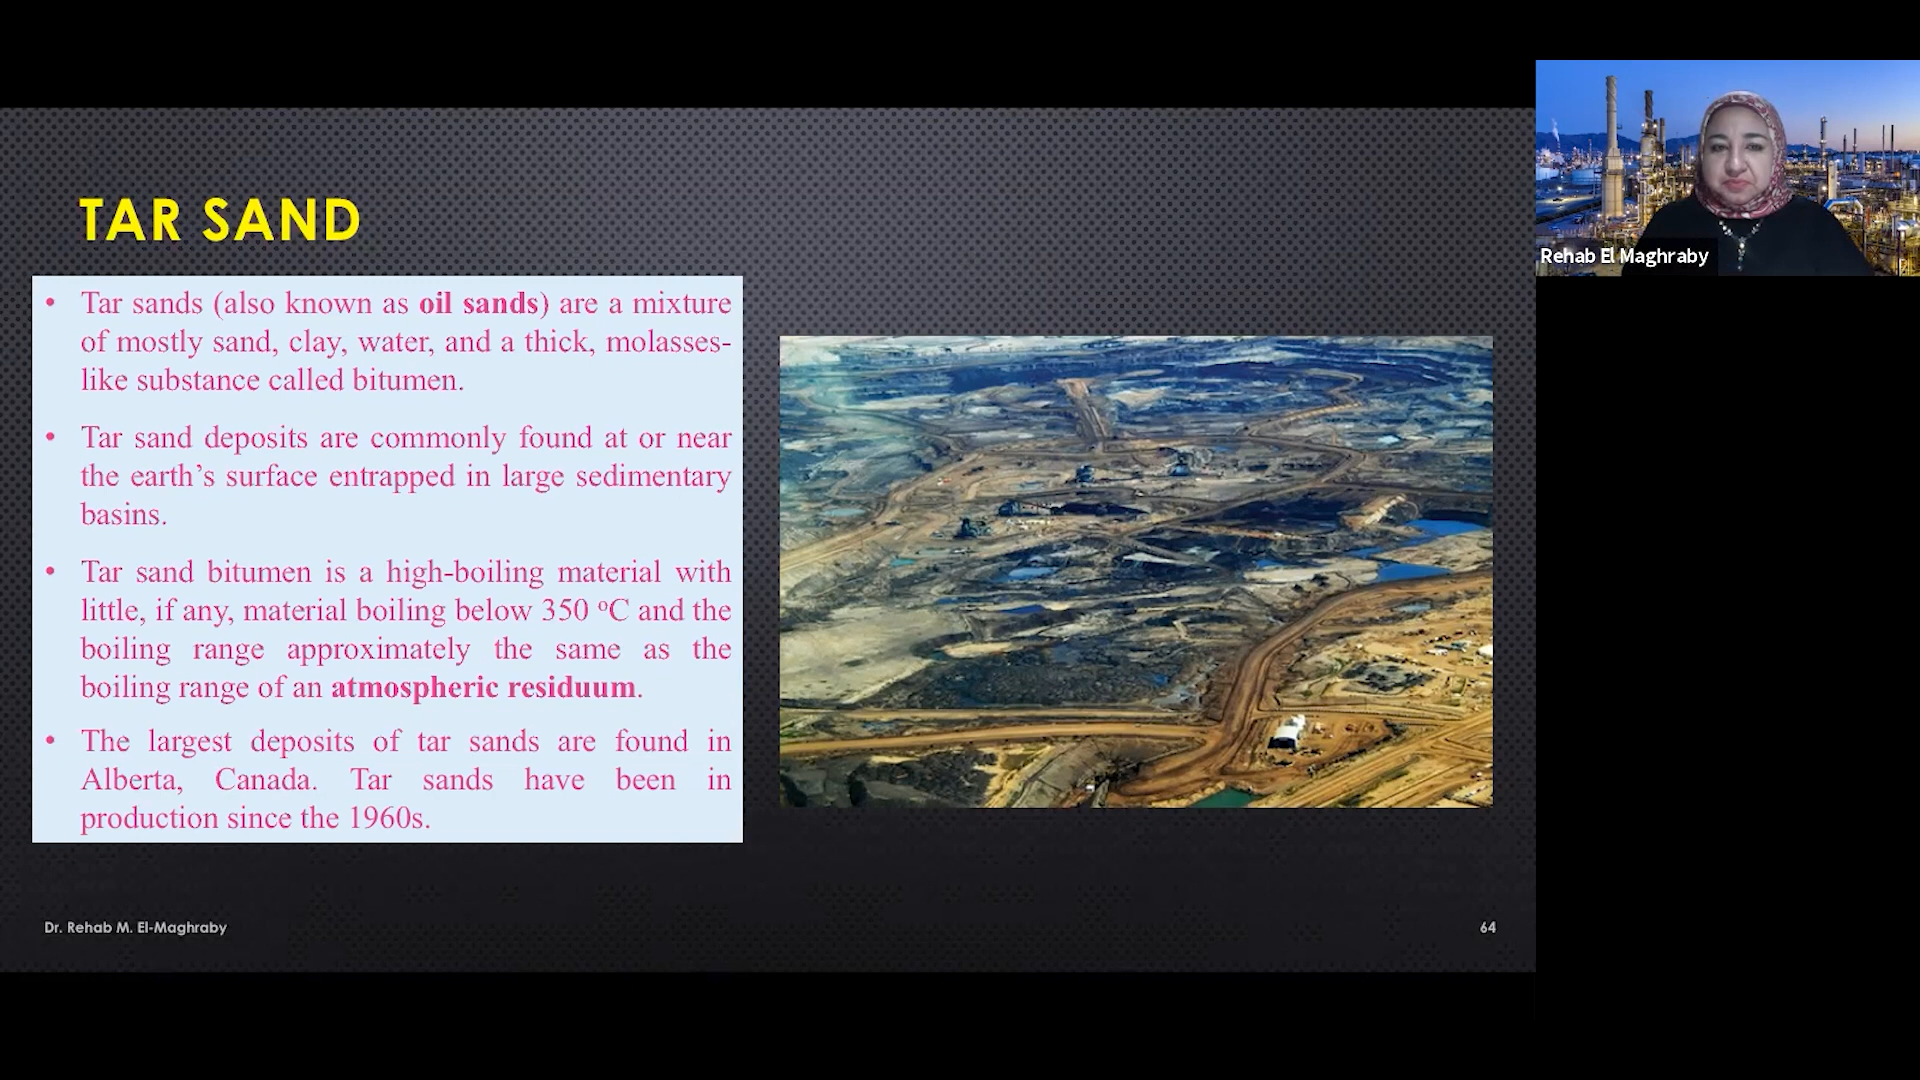 TAR SAND
• Tar sands (also known as oil sands) are a mixture
of mostly sand, clay, water, and a thick, molasses-
like substance called bitumen.
• Tar sand deposits are commonly found at or near
the earth’s surface entrapped in large sedimentary
basins.
• Tar sand bitumen is a high-boiling material with
little, if any, material boiling below 350 ºC and the
boiling range approximately the same as the
boiling range of an atmospheric residuum.
• The largest deposits of tar sands are found in
Alberta, Canada. Tar sands have been in
production since the 1960s.
Dr. Rehab M. El-Maghraby
64
Rehab El Maghraby